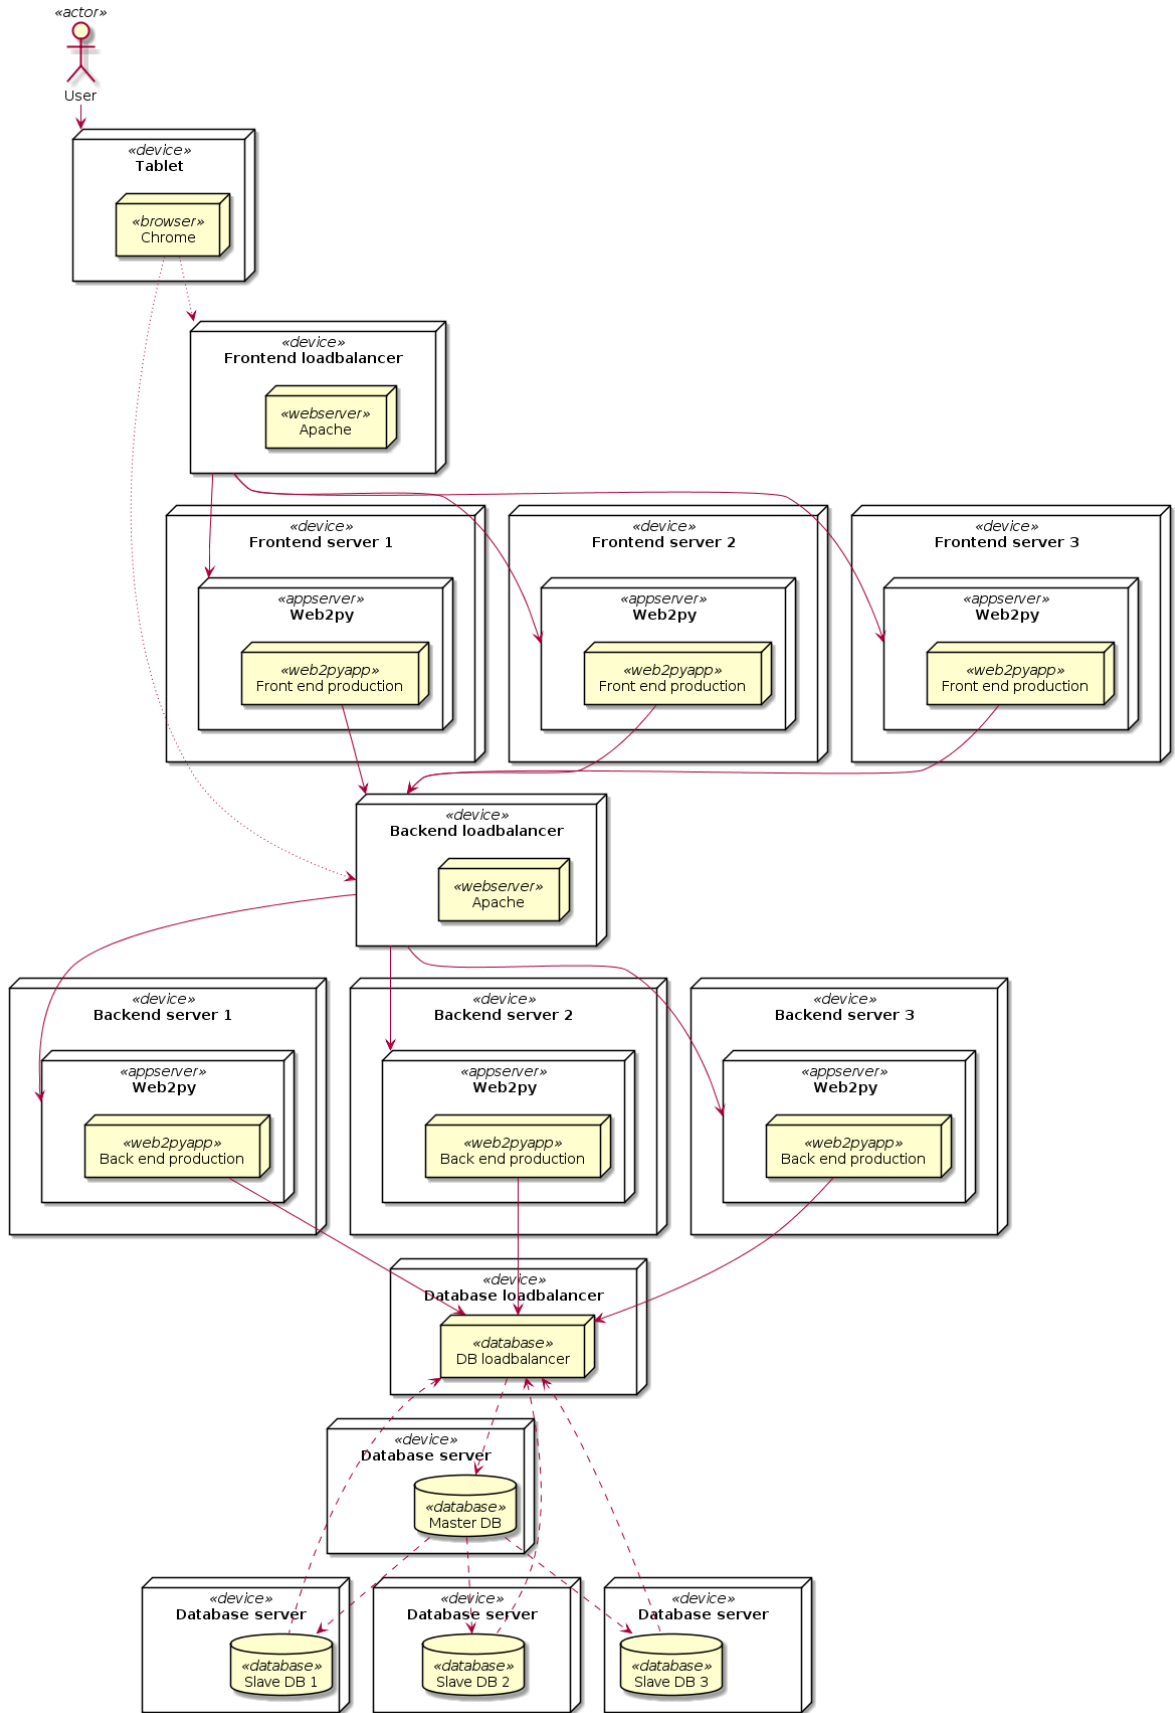 «actor»
User
«device»
Tablet
«browser»
Chrome
«device»
Frontend loadbalancer
«webserver»
Apache
«device»
Frontend server 1
«appserver»
Web2py
«web2pyapp»
Front end production
«device»
Frontend server 2
«appserver»
Web2py
«web2pyapp»
Front end production
«device»
Frontend server 3
«appserver»
Web2py
«web2pyapp»
Front end production
«device»
Backend loadbalancer
«webserver»
Apache
«device»
Backend server 1
«appserver»
Web2py
«web2pyapp»
Back end production
«device»
Backend server 2
«appserver»
Web2py
«web2pyapp»
Back end production
«device»
Backend server 3
«appserver»
Web2py
«web2pyapp»
Back end production
«device»
Database loadbalancer
«database»
DB loadbalancer
«device»
Database server
«database»
Master DB
«device»
Database server
«database»
Slave DB 1
«device»
Database server
«database»
Slave DB 2
«device»
Database server
«database»
Slave DB 3